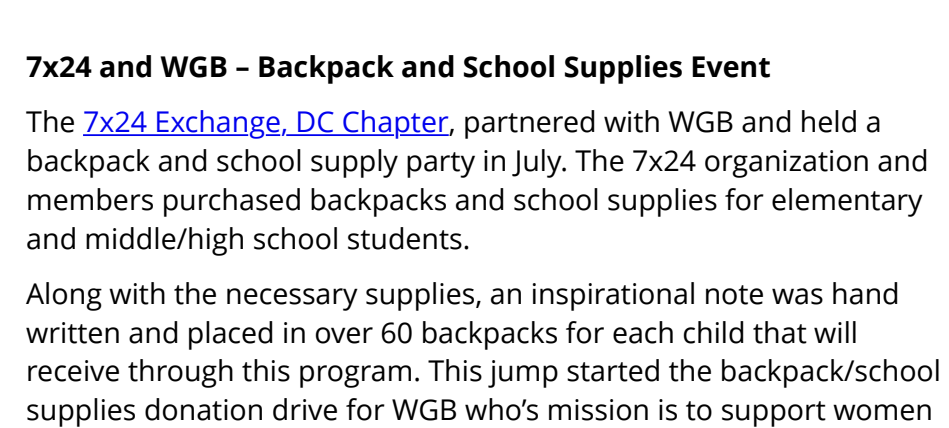 7x24 and WGB – Backpack and School Supplies Event
The 7x24 Exchange, DC Chapter, partnered with WGB and held a
backpack and school supply party in July. The 7x24 organization and
members purchased backpacks and school supplies for elementary
and middle/high school students.
Along with the necessary supplies, an inspirational note was hand
written and placed in over 60 backpacks for each child that will
receive through this program. This jump started the backpack/school
supplies donation drive for WGB who’s mission is to support women